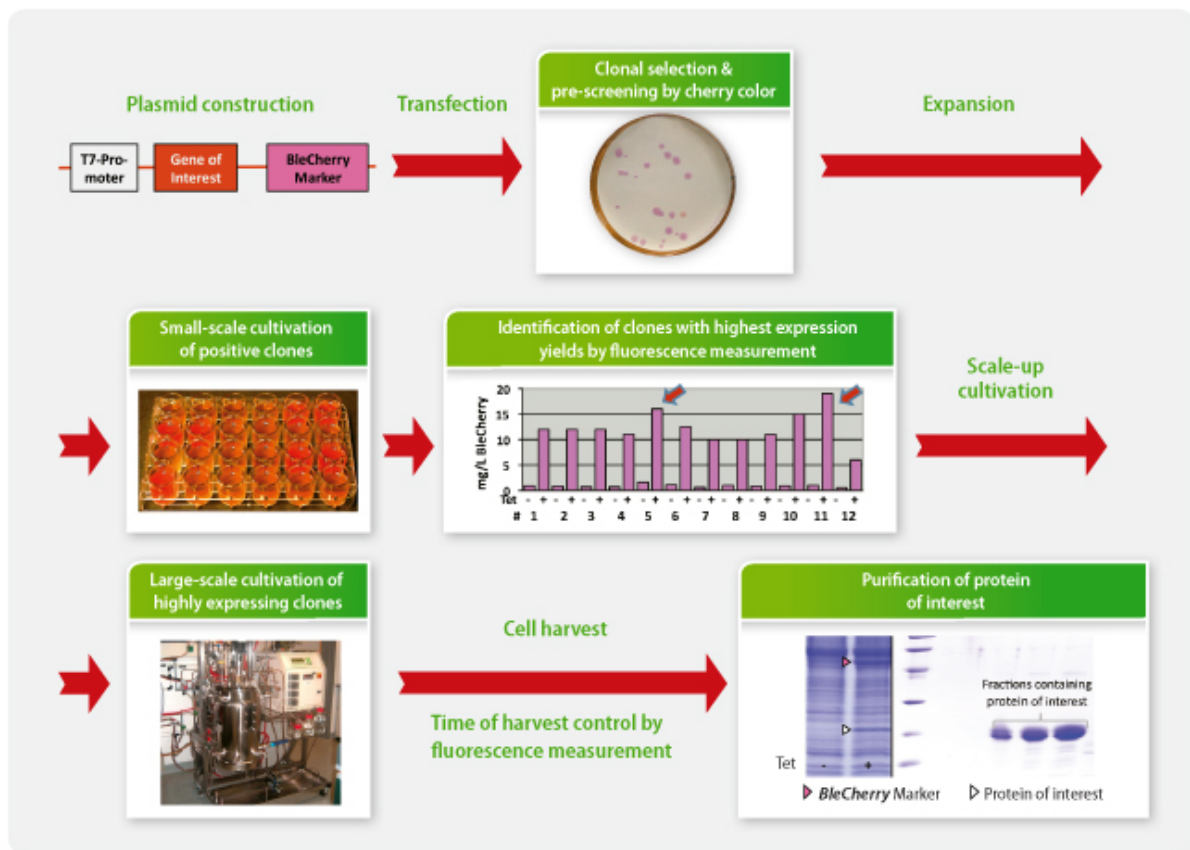 Plasmid construction
T7-Pro-
moter
Gene of
Interest
BleCherry
Marker
Transfection
Clonal selection &
pre-screening by cherry color
Expansion
Small-scale cultivation
of positive clones
Identification of clones with highest expression
yields by fluorescence measurement
mg/L BleCherry
20
15
10
5
0
Tet - + - + - + - + - + - + - + - + - + - + - + - +
# 1 2 3 4 5 6 7 8 9 10 11 12
Scale-up
cultivation
Large-scale cultivation of
highly expressing clones
Cell harvest
Time of harvest control by
fluorescence measurement
Purification of protein
of interest
Fractions containing
protein of interest
Tet - +
BleCherry Marker
Protein of interest